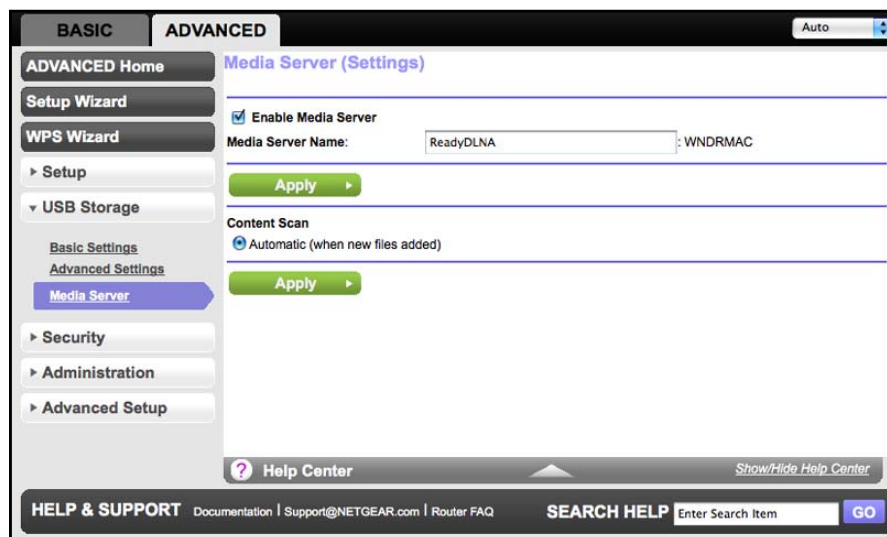 BASIC
ADVANCED
Auto
ADVANCED Home
Setup Wizard
WPS Wizard
Setup
USB Storage
Basic Settings
Advanced Settings
Media Server
Security
Administration
Advanced Setup
Media Server (Settings)
Enable Media Server
Media Server Name: ReadyDLNA : WNDRMAC
Apply
Content Scan
Automatic (when new files added)
Apply
? Help Center Show/Hide Help Center
HELP & SUPPORT Documentation | Support@NETGEAR.com | Router FAQ SEARCH HELP Enter Search Item GO